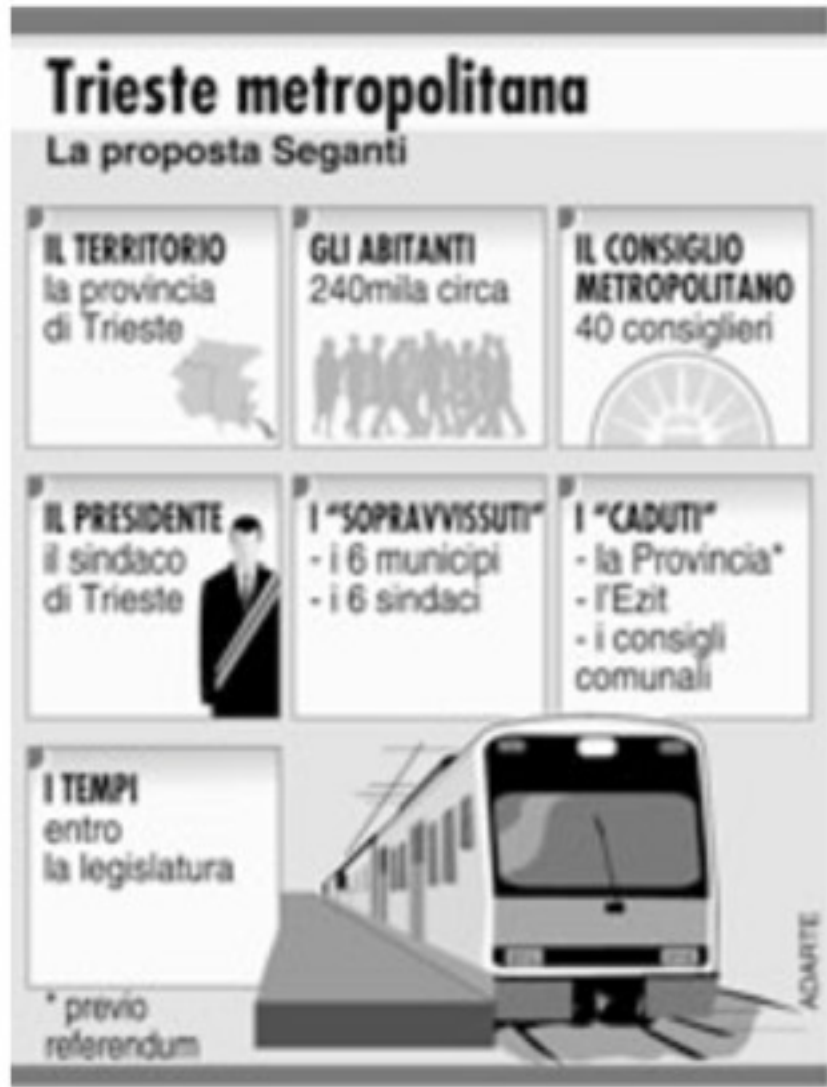 Trieste metropolitana
La proposta Seganti
IL TERRITORIO
la provincia
di Trieste
GLI ABITANTI
240mila circa
IL CONSIGLIO
METROPOLITANO
40 consiglieri
IL PRESIDENTE
il sindaco
di Trieste
I "SOPRAVVISSUTI"
- i 6 municipi
- i 6 sindaci
I "CADUTI"
- la Provincia*
- l'Ezit
- i consigli
comunali
I TEMPI
entro
la legislatura
* previo
referendum
ADARTE